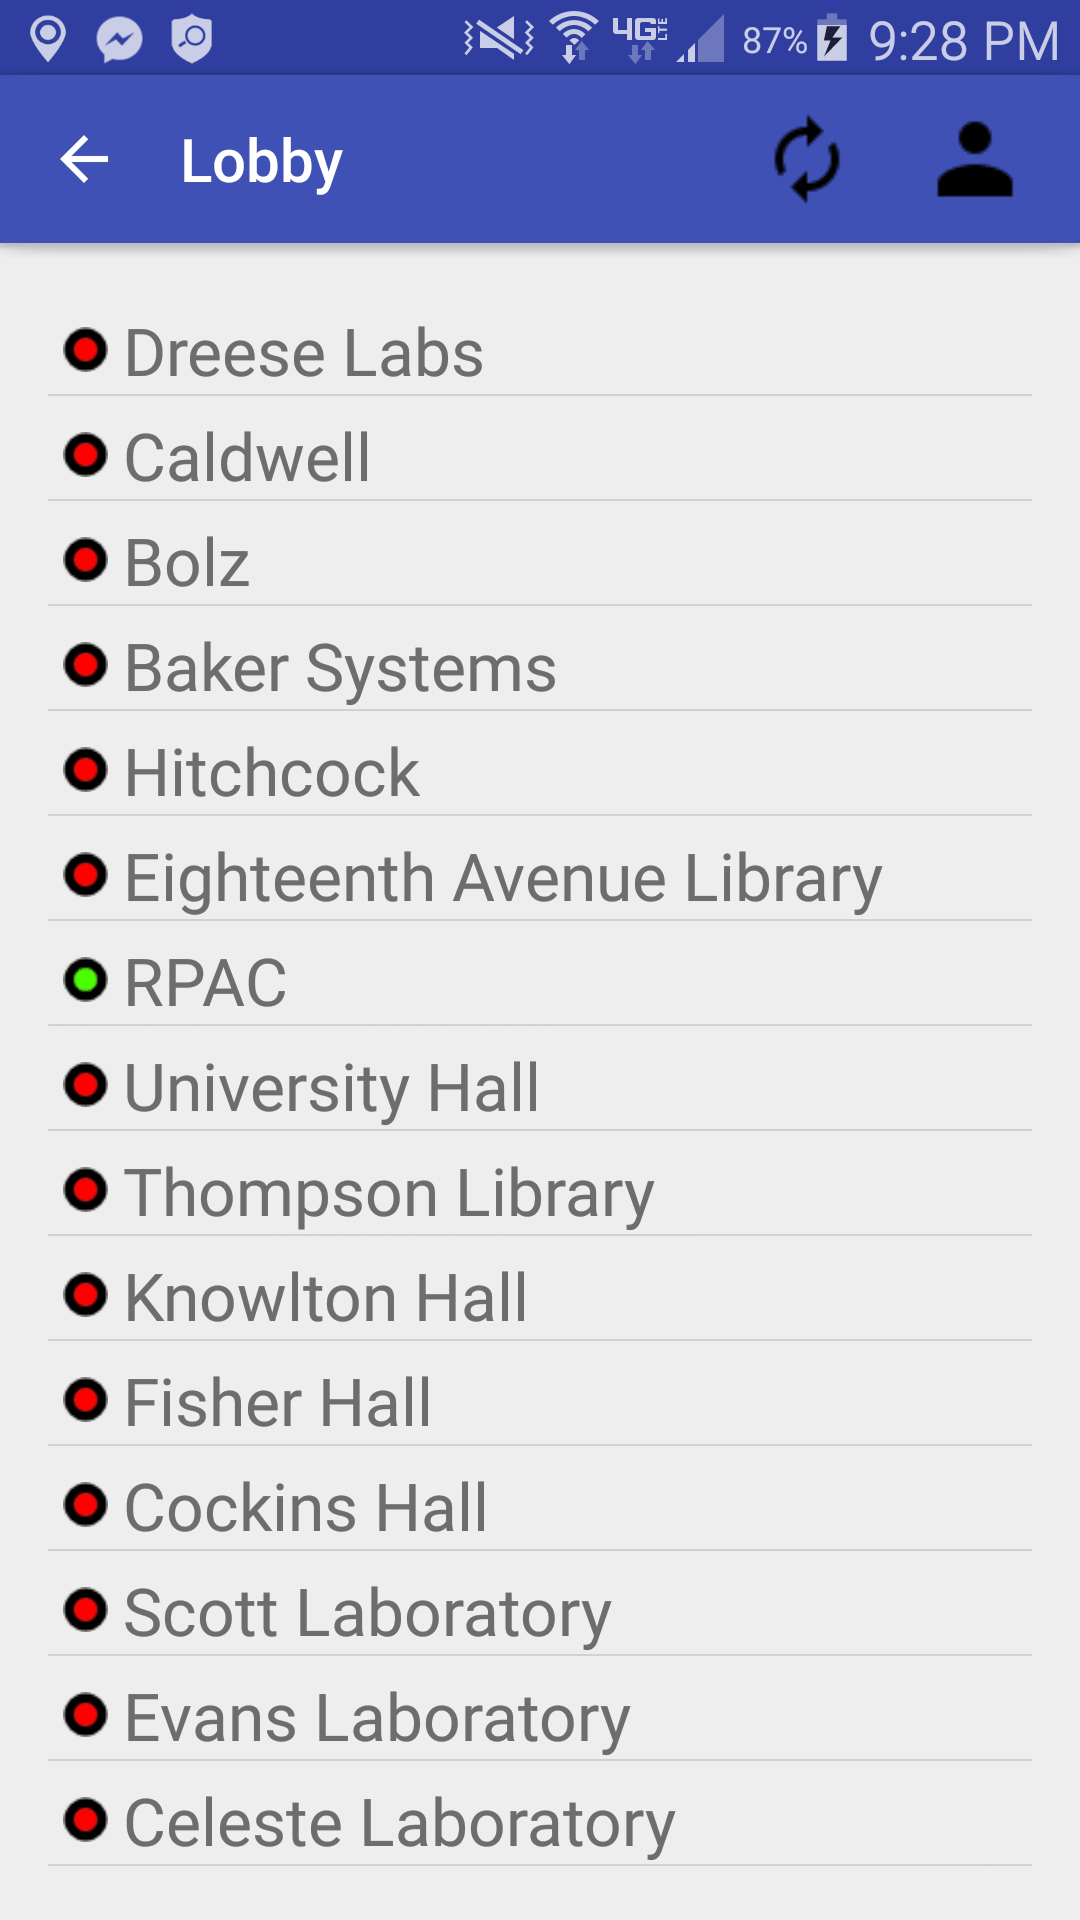 4G LTE 87% 9:28 PM
Lobby
Dreese Labs
Caldwell
Bolz
Baker Systems
Hitchcock
Eighteenth Avenue Library
RPAC
University Hall
Thompson Library
Knowlton Hall
Fisher Hall
Cockins Hall
Scott Laboratory
Evans Laboratory
Celeste Laboratory